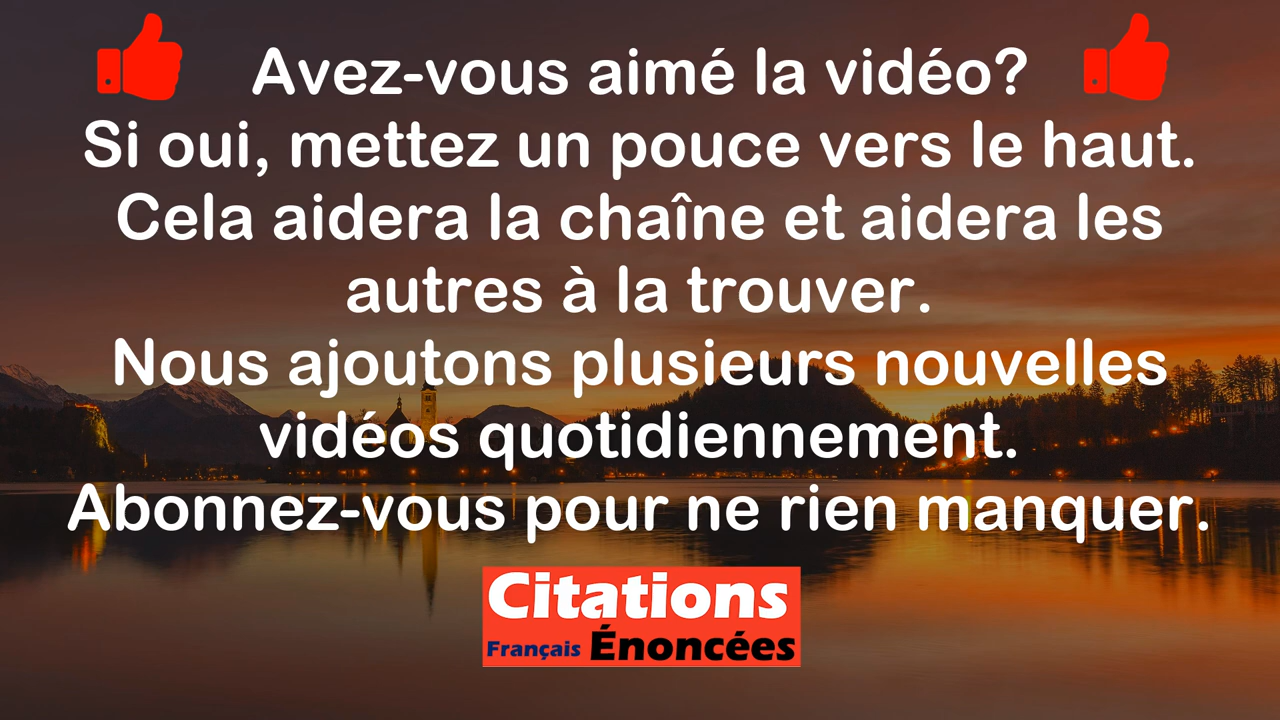 Avez-vous aimé la vidéo?
Si oui, mettez un pouce vers le haut.
Cela aidera la chaîne et aidera les
autres à la trouver.
Nous ajoutons plusieurs nouvelles
vidéos quotidiennement.
Abonnez-vous pour ne rien manquer.
Citations
Français Énoncées